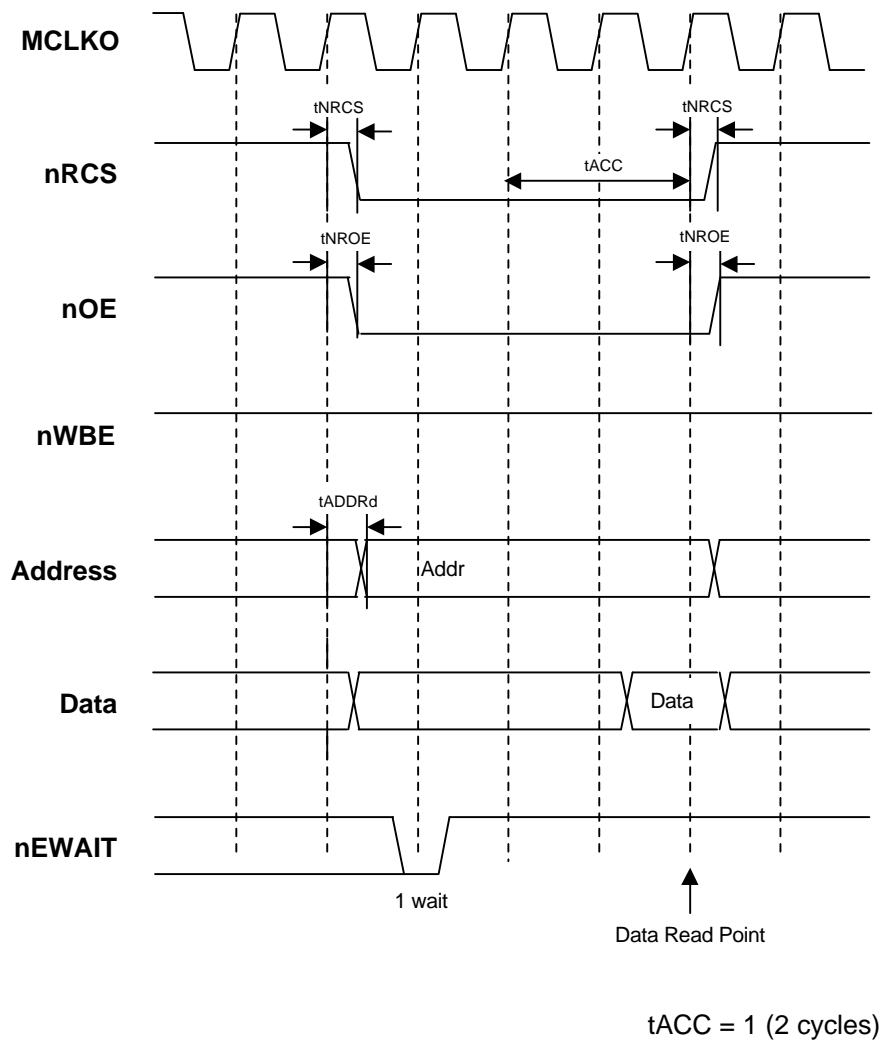 MCLKO
tNRCS
tNRCS
nRCS
tACC
tNROE
tNROE
nOE
nWBE
tADDRd
Address
Addr
Data
Data
nEWAIT
1 wait
Data Read Point
tACC = 1 (2 cycles)